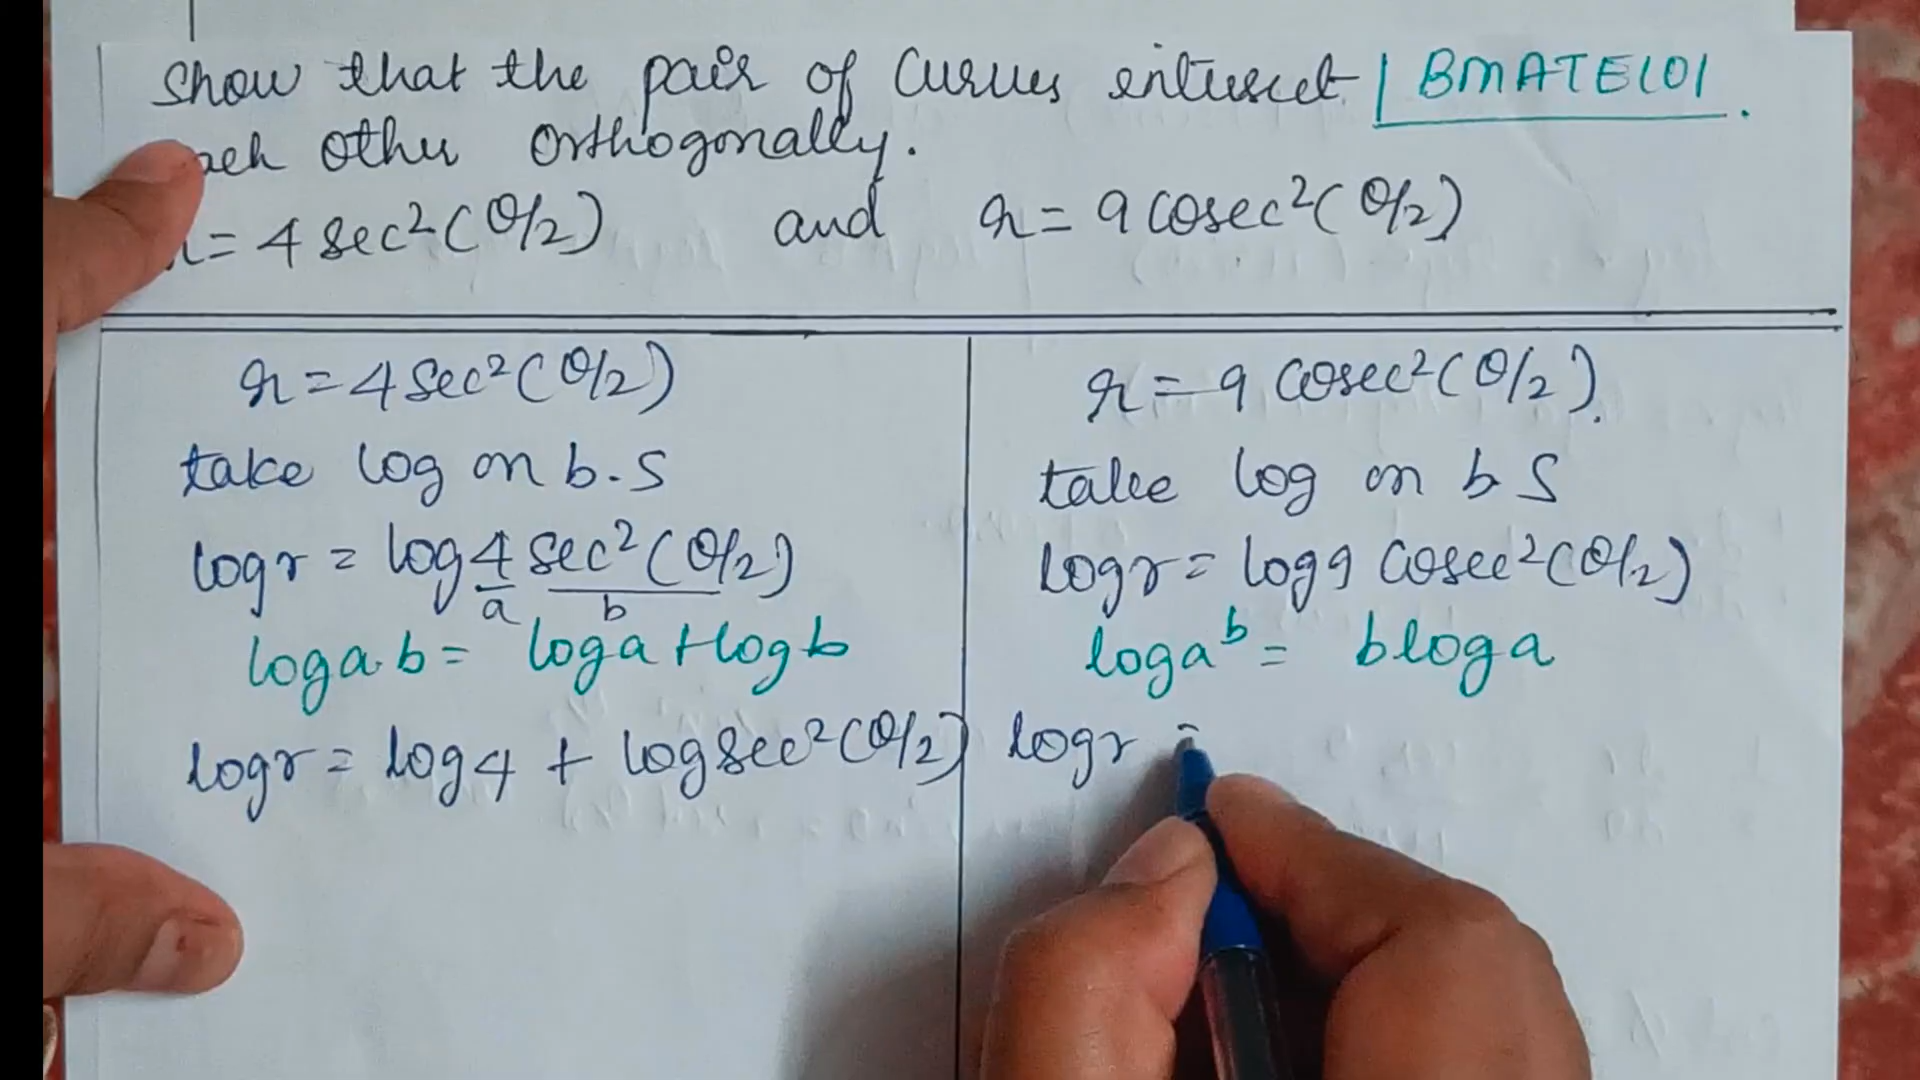 Show that the pair of Curves intersect | BMATE101.
each other orthogonally.
r = 4 sec²(θ/2) and r = 9 cosec²(θ/2)
r = 4 Sec²(θ/2)
take log on b.s
log r = log 4 sec²(θ/2)
a b
log a.b = log a + log b
log r = log 4 + log sec²(θ/2)
r = 9 cosec²(θ/2).
take log on b S
log r = log 9 cosec²(θ/2)
log aᵇ = b log a
log r =